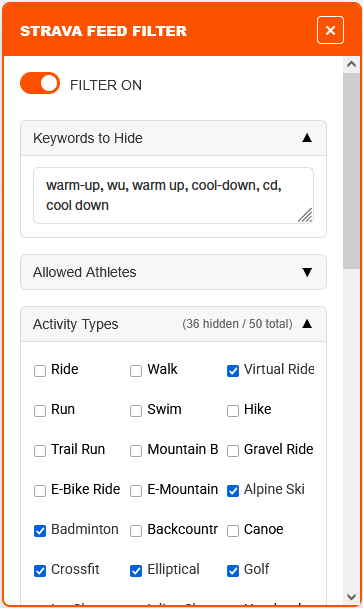 STRAVA FEED FILTER
FILTER ON
Keywords to Hide
warm-up, wu, warm up, cool-down, cd,
cool down
Allowed Athletes
Activity Types (36 hidden / 50 total)
Ride Walk Virtual Ride
Run Swim Hike
Trail Run Mountain B Gravel Ride
E-Bike Ride E-Mountain Alpine Ski
Badminton Backcountr Canoe
Crossfit Elliptical Golf